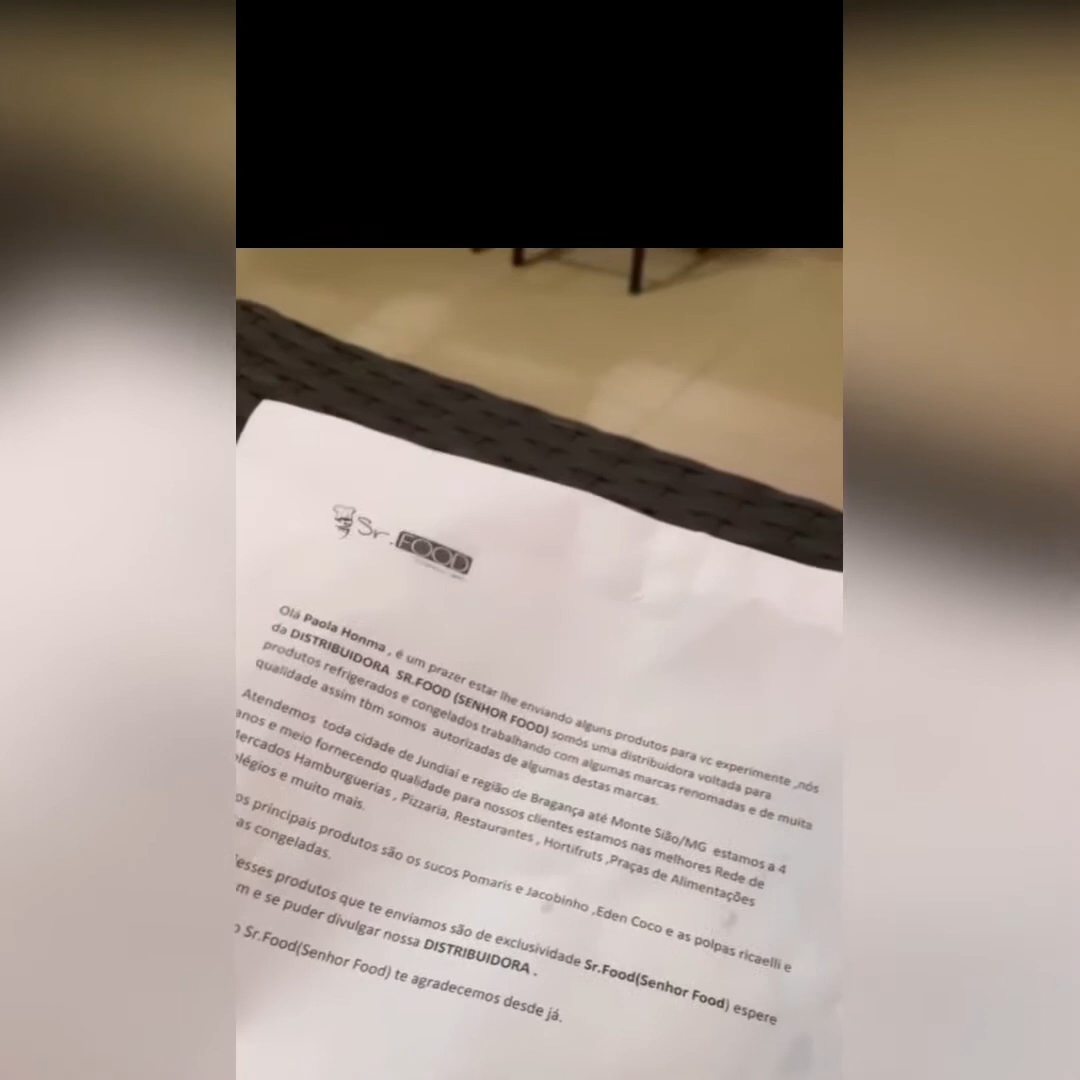 Sr. FOOD
Olá Paola Honma , é um prazer estar lhe enviando alguns produtos para vc experimente ,nós
da DISTRIBUIDORA SR.FOOD (SENHOR FOOD) somós uma distribuidora voltada para
produtos refrigerados e congelados trabalhando com algumas marcas renomadas e de muita
qualidade assim tbm somos autorizadas de algumas destas marcas.
Atendemos toda cidade de Jundiaí e região de Bragança até Monte Sião/MG estamos a 4
anos e meio fornecendo qualidade para nossos clientes estamos nas melhores Rede de
Mercados Hamburguerias , Pizzaria, Restaurantes , Hortifruts ,Praças de Alimentações
légios e muito mais.
os principais produtos são os sucos Pomaris e Jacobinho ,Eden Coco e as polpas ricaelli e
as congeladas.
esses produtos que te enviamos são de exclusividade Sr.Food(Senhor Food) espere
m e se puder divulgar nossa DISTRIBUIDORA .
o Sr.Food(Senhor Food) te agradecemos desde já.